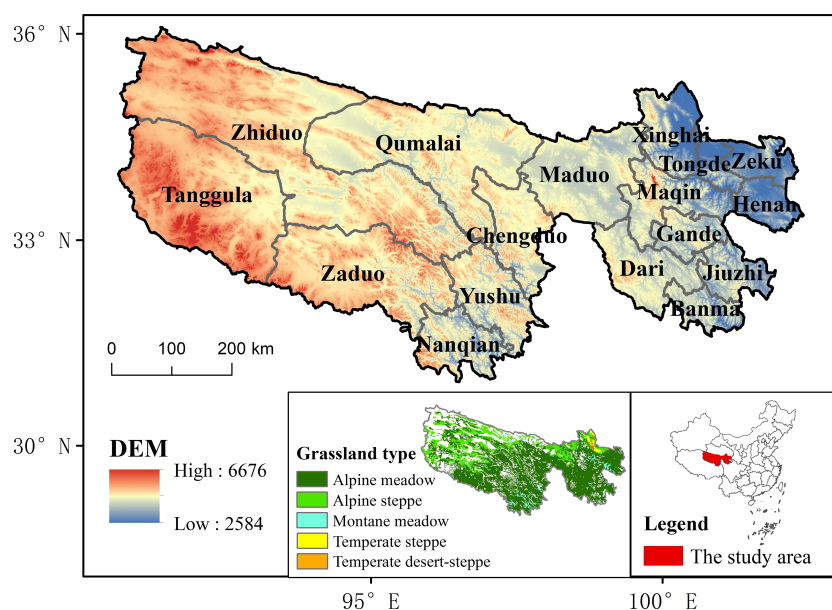 36° N
33° N
30° N
95° E
100° E
Zhiduo
Qumalai
Tanggula
Zaduo
Chengduo
Yushu
Nanqian
Maduo
Xinghai
Tongde
Zeku
Maqin
Henan
Gande
Dari
Jiuzhi
Banma
0 100 200 km
DEM
High : 6676
Low : 2584
Grassland type
Alpine meadow
Alpine steppe
Montane meadow
Temperate steppe
Temperate desert-steppe
Legend
The study area